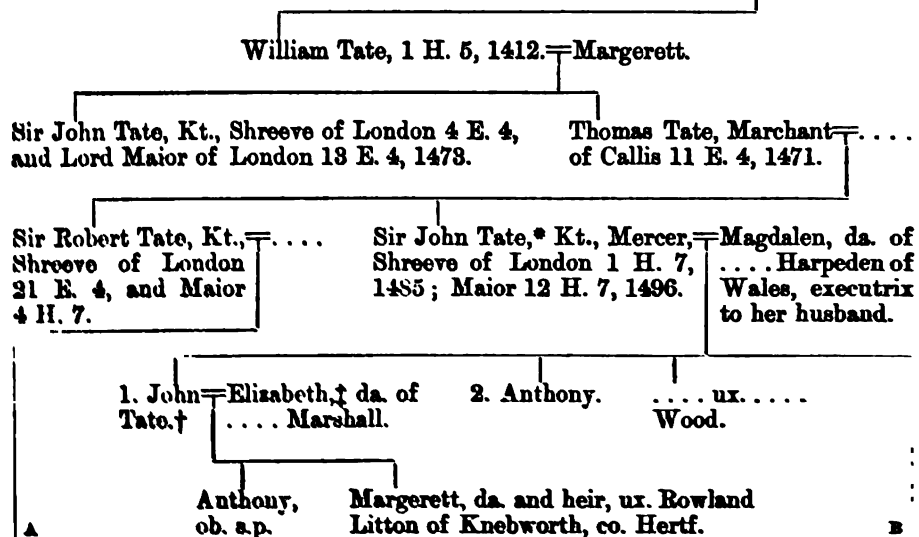 William Tate, 1 H. 5, 1412.=Margerett.
Sir John Tate, Kt., Shreeve of London 4 E. 4,
and Lord Maior of London 13 E. 4, 1473.
Thomas Tate, Marchant=. . . .
of Callis 11 E. 4, 1471.
Sir Robert Tate, Kt.,=. . . .
Shreeve of London
21 E. 4, and Maior
4 H. 7.
Sir John Tate,* Kt., Mercer,=
Shreeve of London 1 H. 7,
1485; Maior 12 H. 7, 1496.
Magdalen, da. of
. . . . Harpeden of
Wales, executrix
to her husband.
1. John=Elizabeth,‡ da. of
Tate.† . . . . Marshall.
2. Anthony.
. . . . ux. . . . .
Wood.
Anthony,
ob. s.p.
Margerett, da. and heir, ux. Rowland
Litton of Knebworth, co. Hertf.
A
B